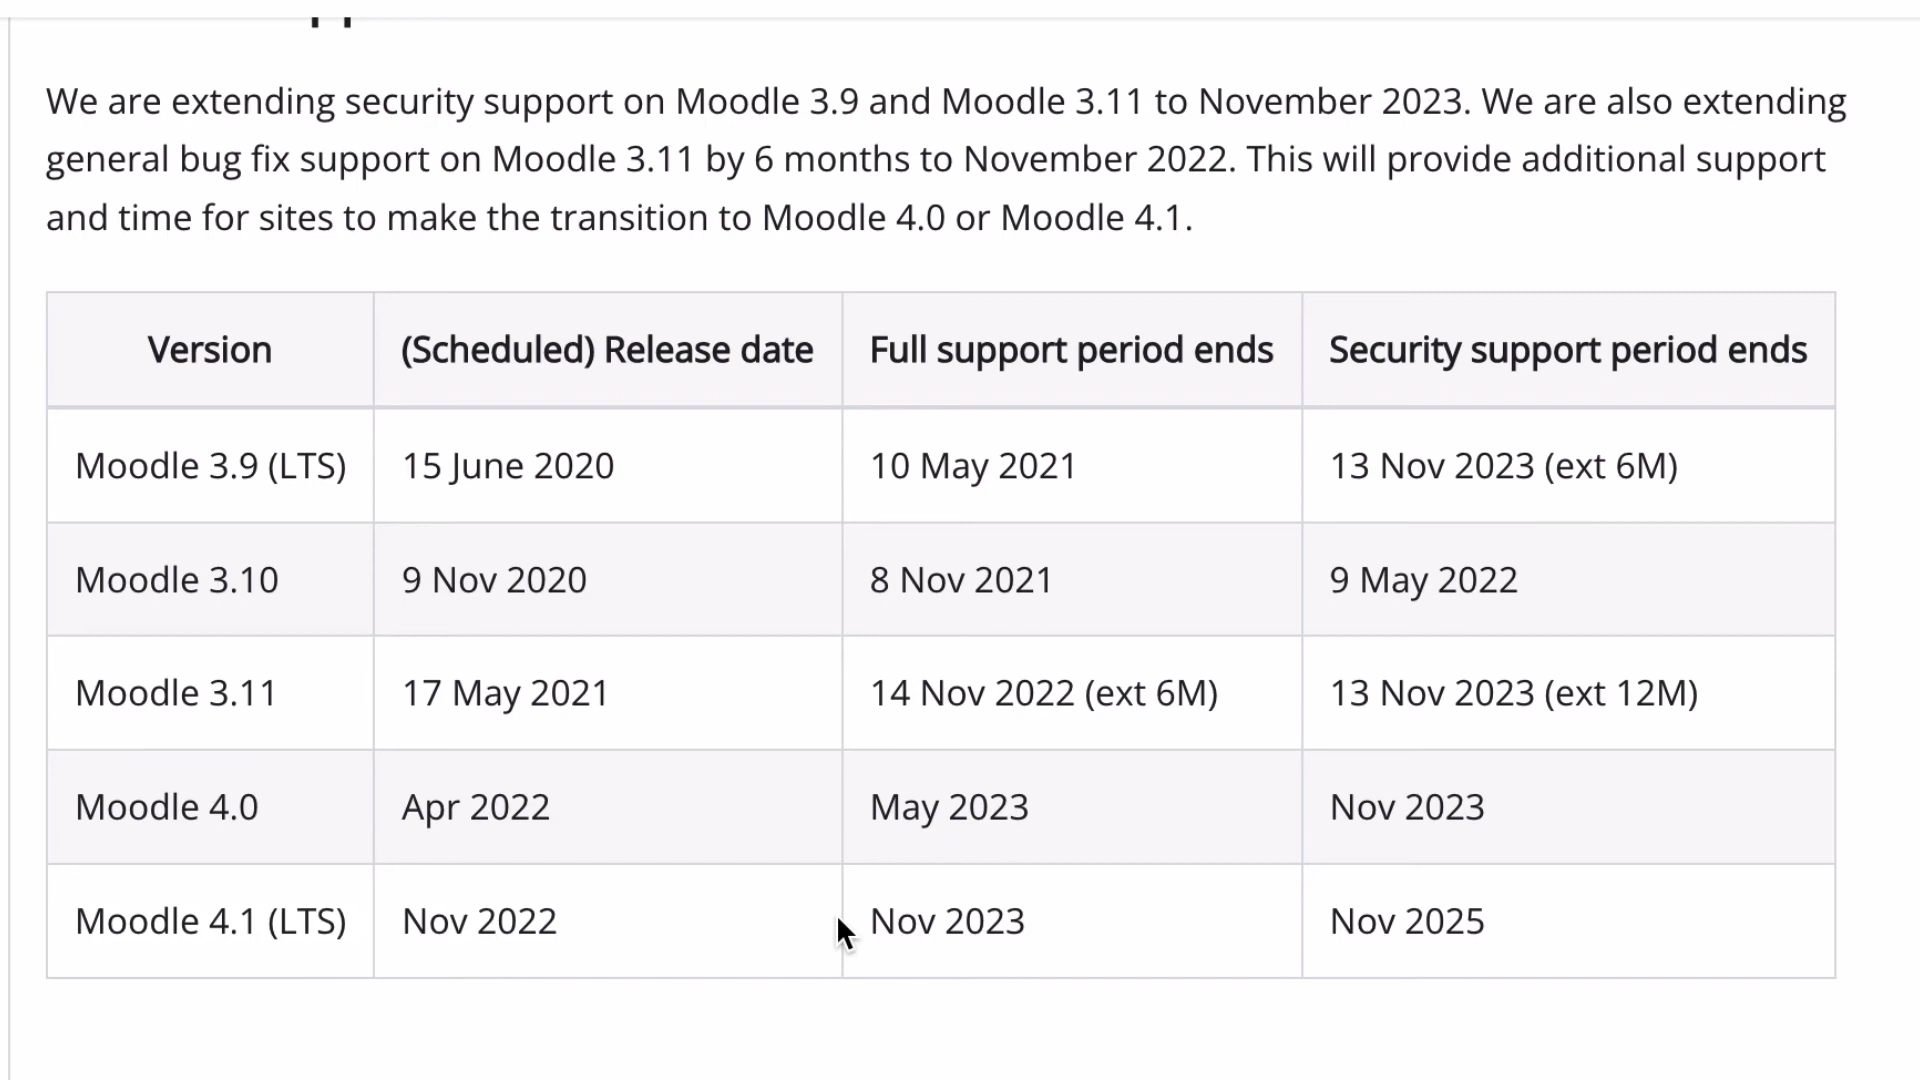 We are extending security support on Moodle 3.9 and Moodle 3.11 to November 2023. We are also extending
general bug fix support on Moodle 3.11 by 6 months to November 2022. This will provide additional support
and time for sites to make the transition to Moodle 4.0 or Moodle 4.1.
Version (Scheduled) Release date Full support period ends Security support period ends
Moodle 3.9 (LTS) 15 June 2020 10 May 2021 13 Nov 2023 (ext 6M)
Moodle 3.10 9 Nov 2020 8 Nov 2021 9 May 2022
Moodle 3.11 17 May 2021 14 Nov 2022 (ext 6M) 13 Nov 2023 (ext 12M)
Moodle 4.0 Apr 2022 May 2023 Nov 2023
Moodle 4.1 (LTS) Nov 2022 Nov 2023 Nov 2025